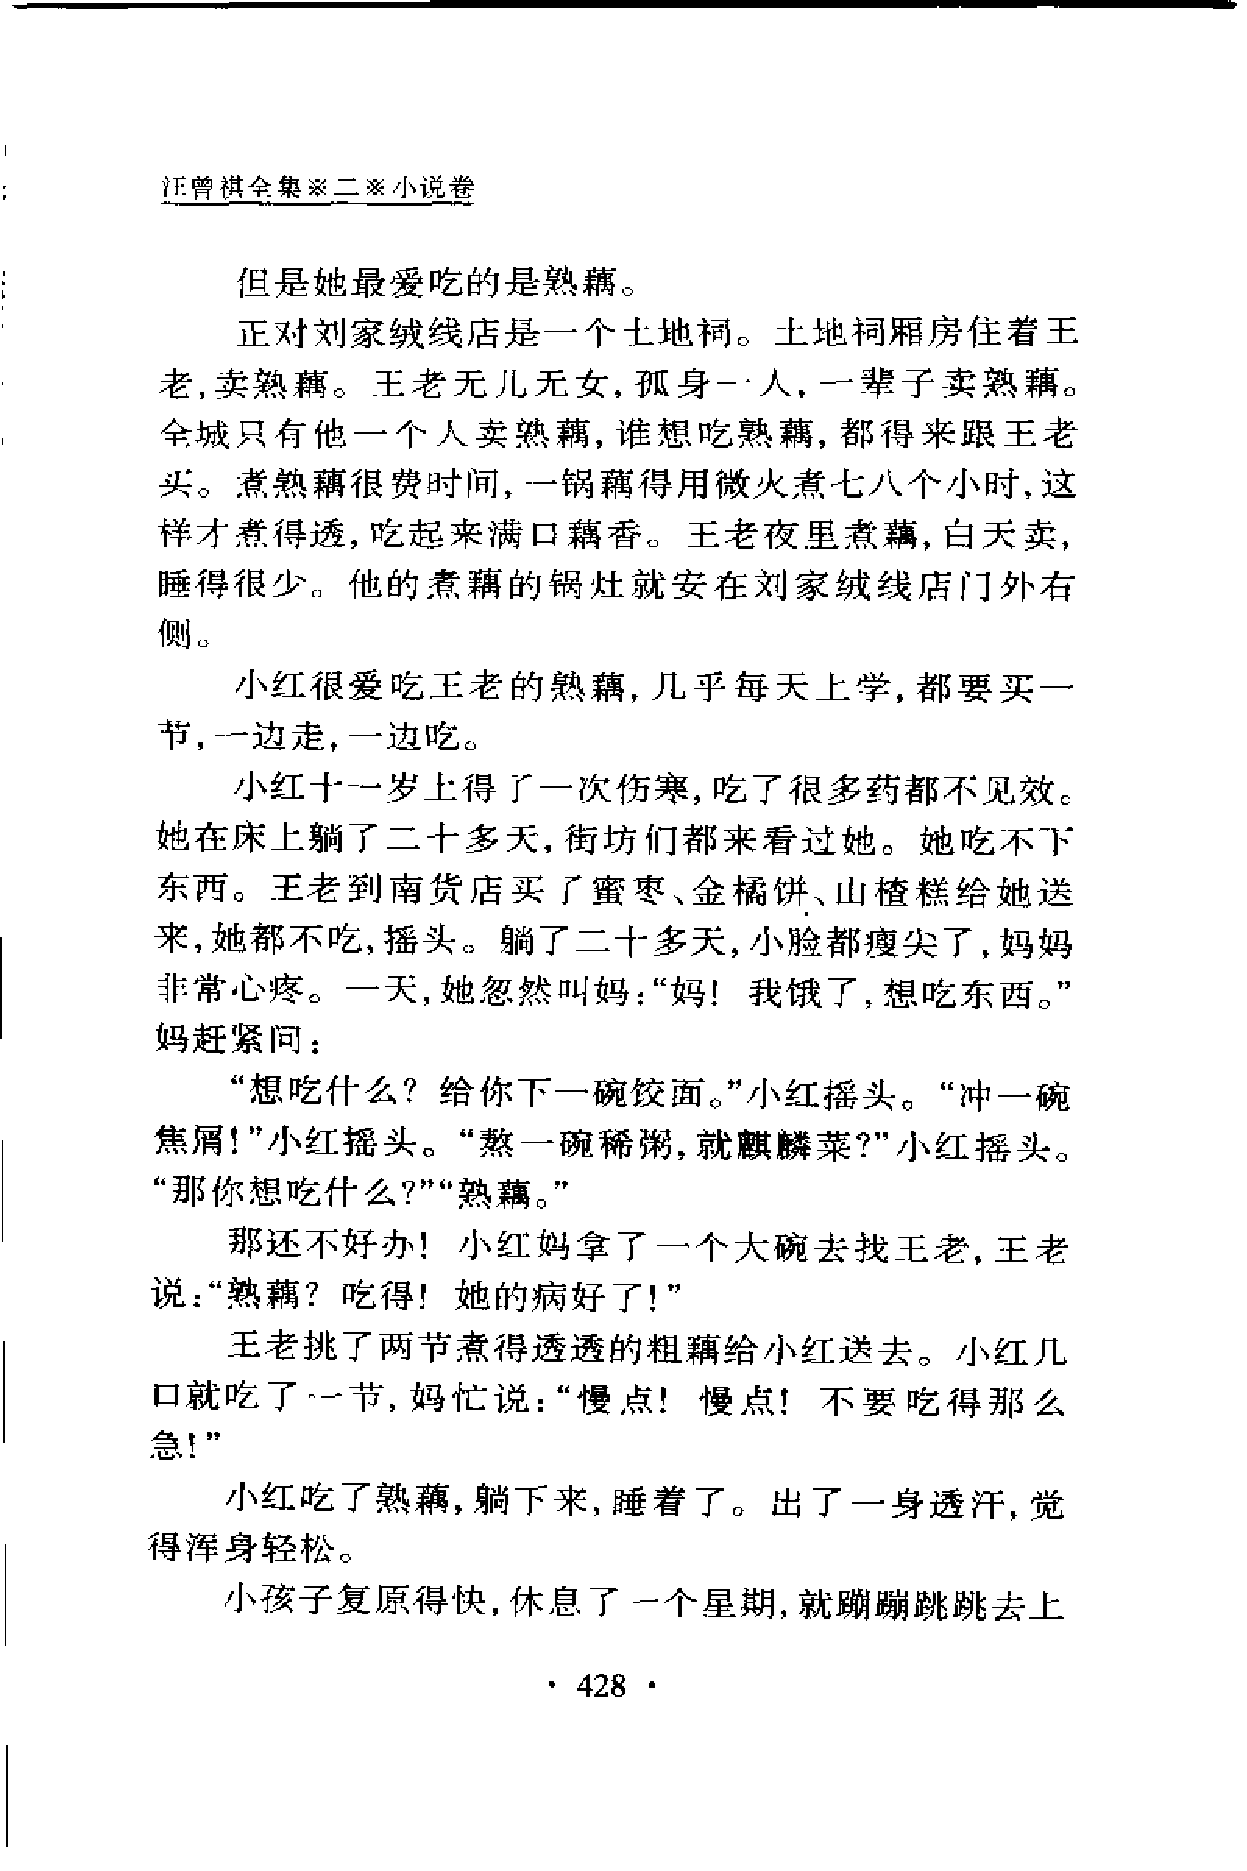 汪曾祺全集※二※小说卷
但是她最爱吃的是熟藕。
正对刘家绒线店是一个土地祠。土地祠厢房住着王
老,卖熟藕。王老无儿无女,孤身一人,一辈子卖熟藕。
全城只有他一个人卖熟藕,谁想吃熟藕,都得来跟王老
买。煮熟藕很费时间,一锅藕得用微火煮七八个小时,这
样才煮得透,吃起来满口藕香。王老夜里煮藕,白天卖,
睡得很少。他的煮藕的锅灶就安在刘家绒线店门外右
侧。
小红很爱吃王老的熟藕,几乎每天上学,都要买一
节,一边走,一边吃。
小红十一岁上得了一次伤寒,吃了很多药都不见效。
她在床上躺了二十多天,街坊们都来看过她。她吃不下
东西。王老到南货店买了蜜枣、金橘饼、山楂糕给她送
来,她都不吃,摇头。躺了二十多天,小脸都瘦尖了,妈妈
非常心疼。一天,她忽然叫妈:“妈!我饿了,想吃东西。”
妈赶紧问:
“想吃什么?给你下一碗饺面。”小红摇头。“冲一碗
焦屑!”小红摇头。“熬一碗稀粥,就麒麟菜?”小红摇头。
“那你想吃什么?”“熟藕。”
那还不好办!小红妈拿了一个大碗去找王老,王老
说:“熟藕?吃得!她的病好了!”
王老挑了两节煮得透透的粗藕给小红送去。小红几
口就吃了一节,妈忙说:“慢点!慢点!不要吃得那么
急!”
小红吃了熟藕,躺下来,睡着了。出了一身透汗,觉
得浑身轻松。
小孩子复原得快,休息了一个星期,就蹦蹦跳跳去上
· 428 ·